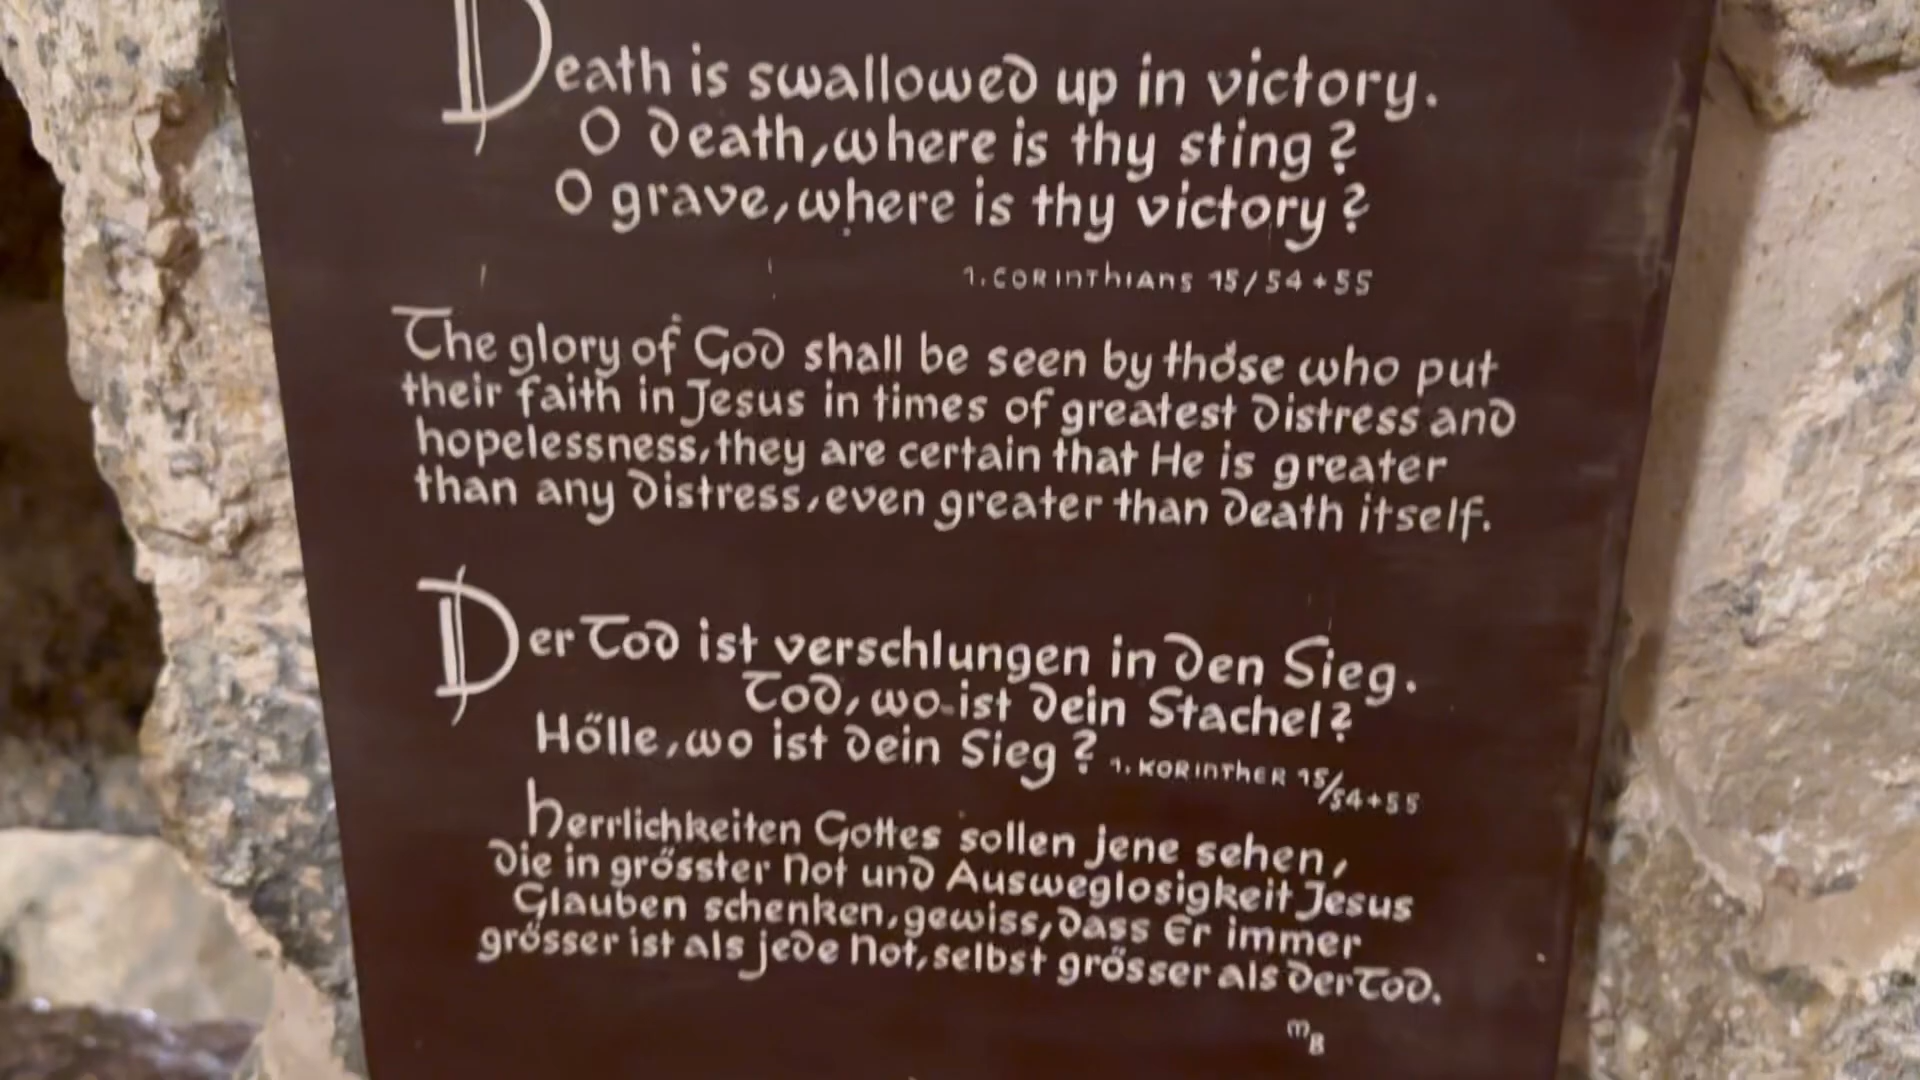 Death is swallowed up in victory.
O death, where is thy sting?
O grave, where is thy victory?
1. CORINTHIANS 15/54+55
The glory of God shall be seen by those who put
their faith in Jesus in times of greatest distress and
hopelessness, they are certain that He is greater
than any distress, even greater than death itself.
Der Tod ist verschlungen in den Sieg.
Tod, wo ist dein Stachel?
Hölle, wo ist dein Sieg? 1. KORINTHER 15/54+55
Herrlichkeiten Gottes sollen jene sehen,
die in grösster Not und Ausweglosigkeit Jesus
Glauben schenken, gewiss, dass Er immer
grösser ist als jede Not, selbst grösser als der Tod.
MB